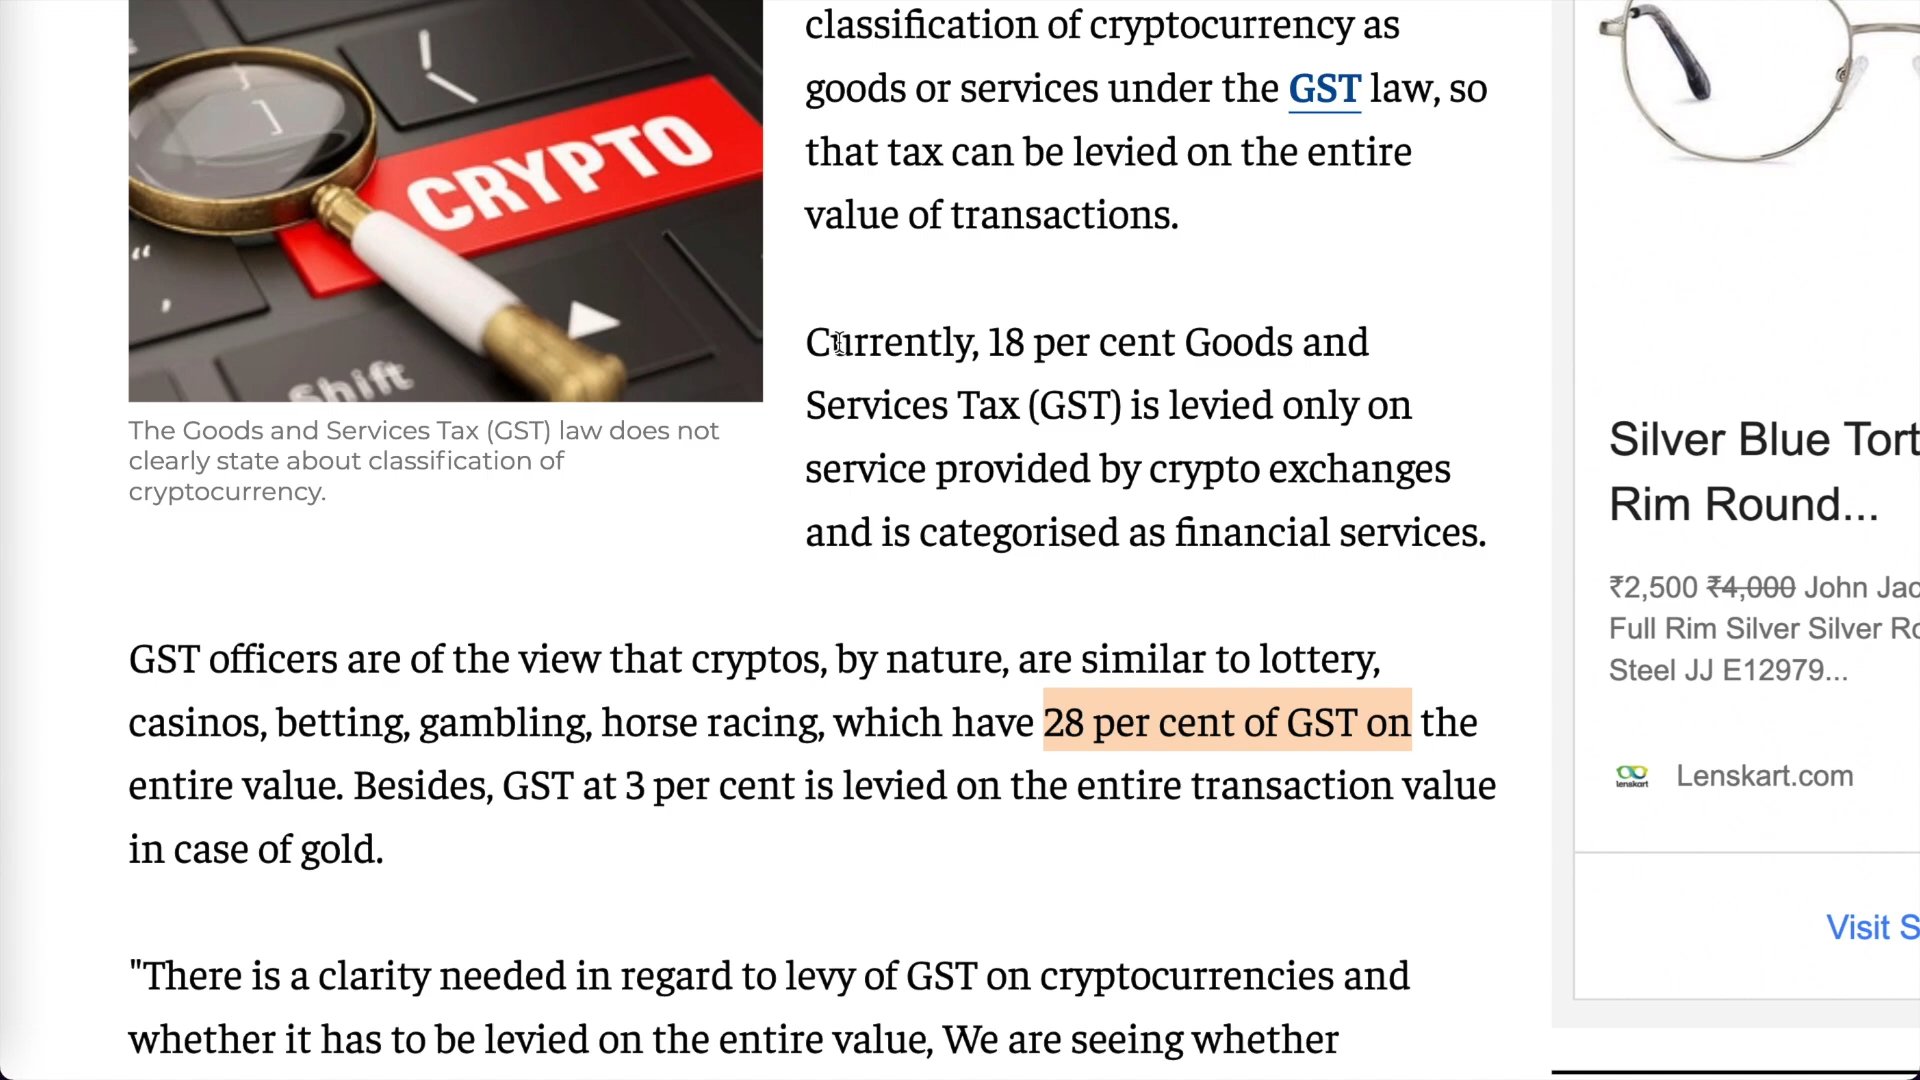 CRYPTO
Shift
The Goods and Services Tax (GST) law does not
clearly state about classification of
cryptocurrency.
classification of cryptocurrency as
goods or services under the GST law, so
that tax can be levied on the entire
value of transactions.
Currently, 18 per cent Goods and
Services Tax (GST) is levied only on
service provided by crypto exchanges
and is categorised as financial services.
GST officers are of the view that cryptos, by nature, are similar to lottery,
casinos, betting, gambling, horse racing, which have 28 per cent of GST on the
entire value. Besides, GST at 3 per cent is levied on the entire transaction value
in case of gold.
"There is a clarity needed in regard to levy of GST on cryptocurrencies and
whether it has to be levied on the entire value, We are seeing whether
Silver Blue Tort
Rim Round...
₹2,500 ₹4,000 John Jac
Full Rim Silver Silver Ro
Steel JJ E12979...
lenskart
Lenskart.com
Visit S